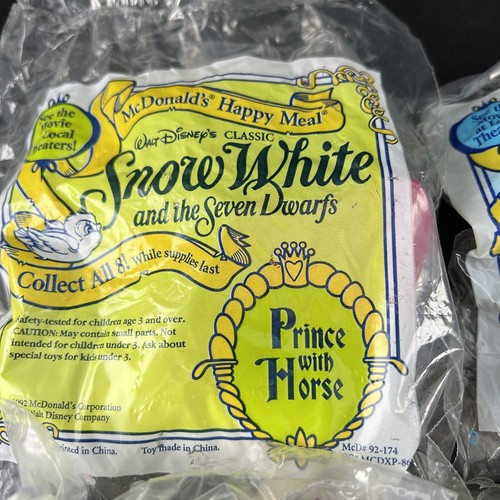 McDonald's® Happy Meal®
See the
Movie
Local
Theaters!
Walt Disney's CLASSIC
Snow White
and the Seven Dwarfs
Collect All 8! While supplies last
Safety-tested for children age 3 and over.
CAUTION: May contain small parts. Not
intended for children under 3. Ask about
special toys for kids under 3.
Prince
with
Horse
1992 McDonald's Corporation
Walt Disney Company
Printed in China. Toy made in China.
McD# 92-174
MCDXP-86